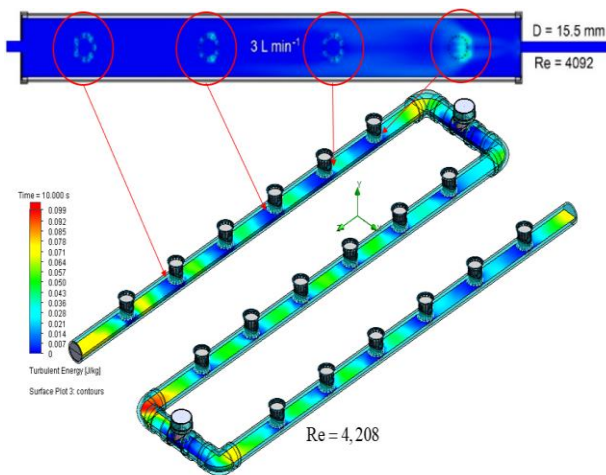 3 L min⁻¹
D = 15.5 mm
Re = 4092
Time = 10.000 s
0.099
0.092
0.085
0.078
0.071
0.064
0.057
0.050
0.043
0.036
0.028
0.021
0.014
0.007
0
Turbulent Energy [J/kg]
Surface Plot 3: contours
Y
Z
X
Re = 4,208